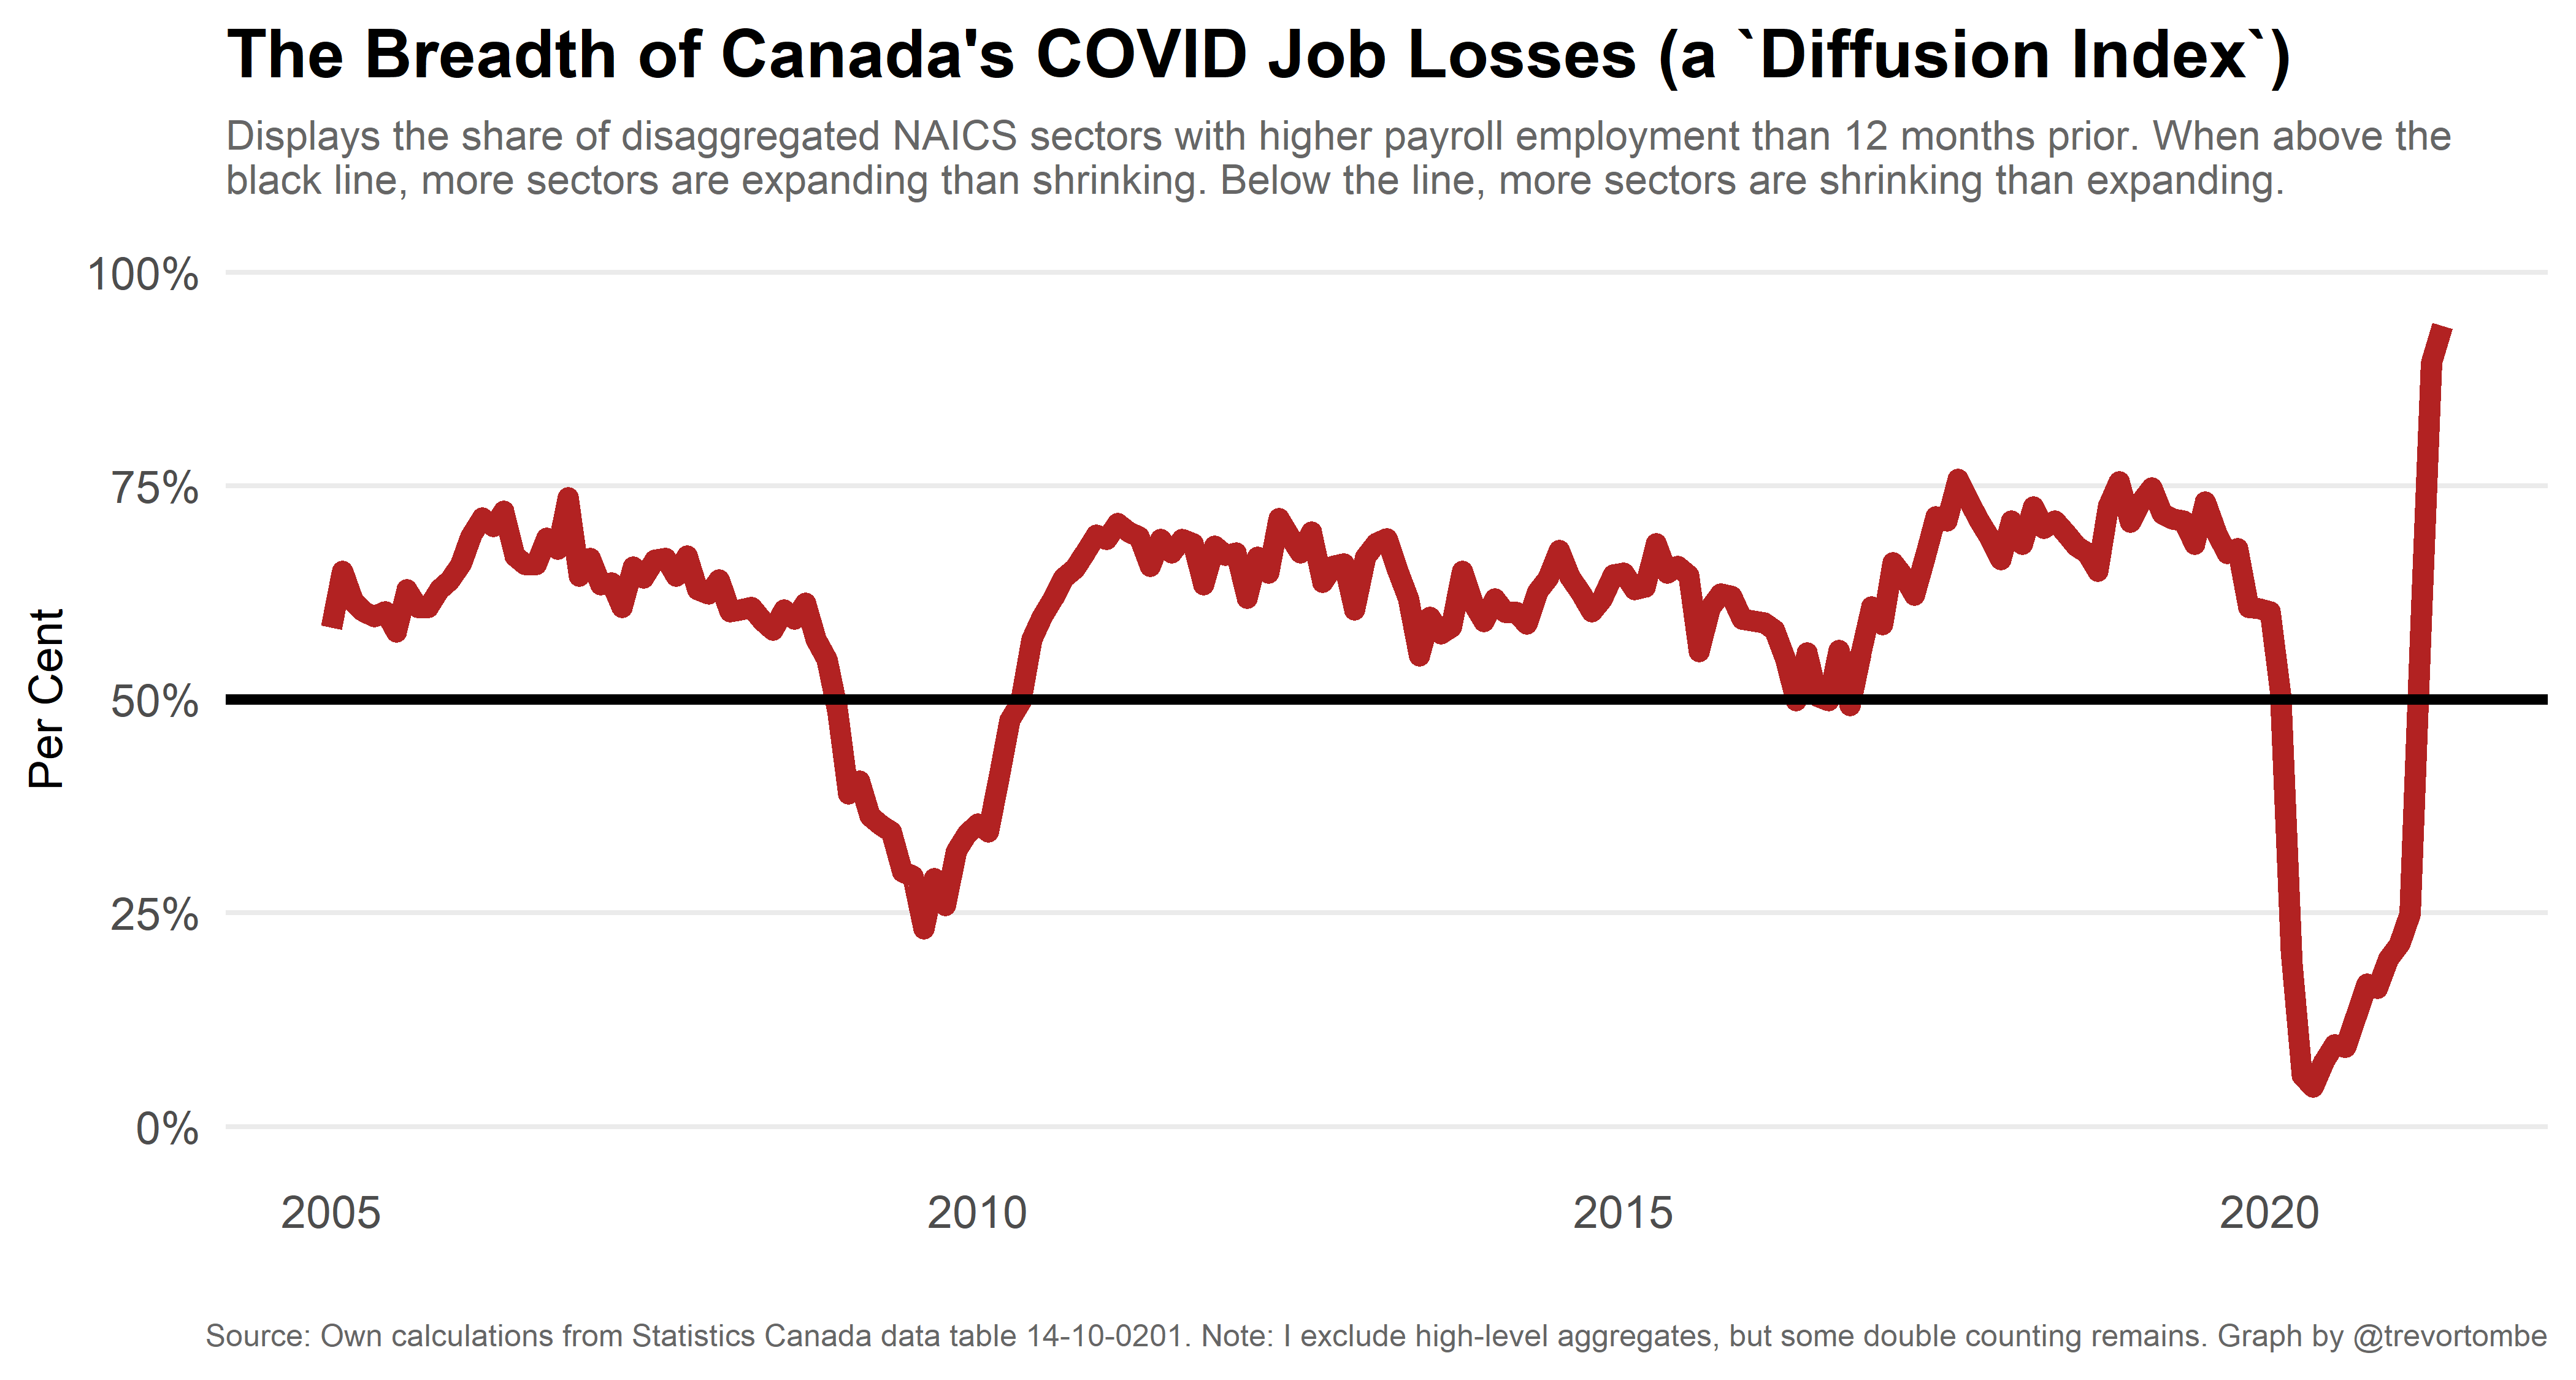 The Breadth of Canada's COVID Job Losses (a `Diffusion Index`)
Displays the share of disaggregated NAICS sectors with higher payroll employment than 12 months prior. When above the
black line, more sectors are expanding than shrinking. Below the line, more sectors are shrinking than expanding.
Per Cent
100%
75%
50%
25%
0%
2005
2010
2015
2020
Source: Own calculations from Statistics Canada data table 14-10-0201. Note: I exclude high-level aggregates, but some double counting remains. Graph by @trevortombe